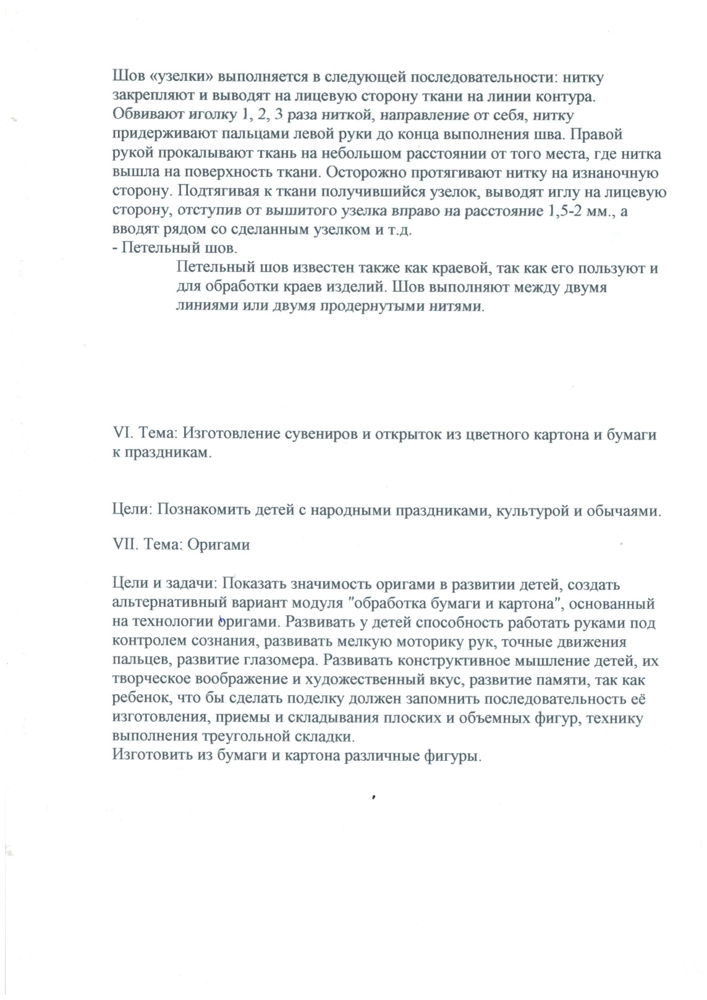 Шов «узелки» выполняется в следующей последовательности: нитку
закрепляют и выводят на лицевую сторону ткани на линии контура.
Обвивают иголку 1, 2, 3 раза ниткой, направление от себя, нитку
придерживают пальцами левой руки до конца выполнения шва. Правой
рукой прокалывают ткань на небольшом расстоянии от того места, где нитка
вышла на поверхность ткани. Осторожно протягивают нитку на изнаночную
сторону. Подтягивая к ткани получившийся узелок, выводят иглу на лицевую
сторону, отступив от вышитого узелка вправо на расстояние 1,5-2 мм., а
вводят рядом со сделанным узелком и т.д.
- Петельный шов.
Петельный шов известен также как краевой, так как его пользуют и
для обработки краев изделий. Шов выполняют между двумя
линиями или двумя продернутыми нитями.
VI. Тема: Изготовление сувениров и открыток из цветного картона и бумаги
к праздникам.
Цели: Познакомить детей с народными праздниками, культурой и обычаями.
VII. Тема: Оригами
Цели и задачи: Показать значимость оригами в развитии детей, создать
альтернативный вариант модуля "обработка бумаги и картона", основанный
на технологии оригами. Развивать у детей способность работать руками под
контролем сознания, развивать мелкую моторику рук, точные движения
пальцев, развитие глазомера. Развивать конструктивное мышление детей, их
творческое воображение и художественный вкус, развитие памяти, так как
ребенок, что бы сделать поделку должен запомнить последовательность её
изготовления, приемы и складывания плоских и объемных фигур, технику
выполнения треугольной складки.
Изготовить из бумаги и картона различные фигуры.